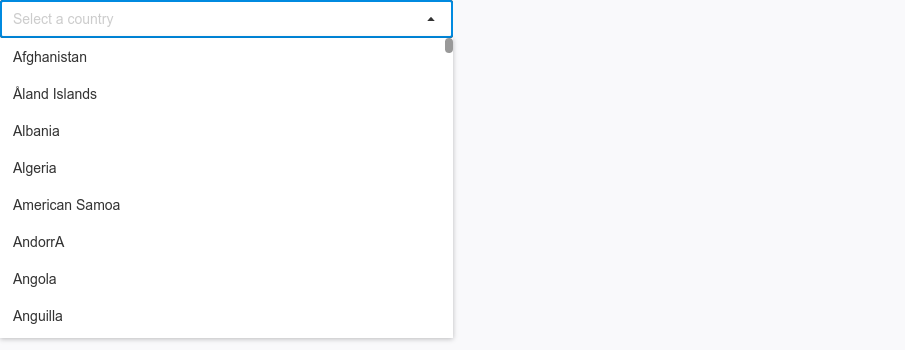 Select a country
Afghanistan
Åland Islands
Albania
Algeria
American Samoa
AndorrA
Angola
Anguilla